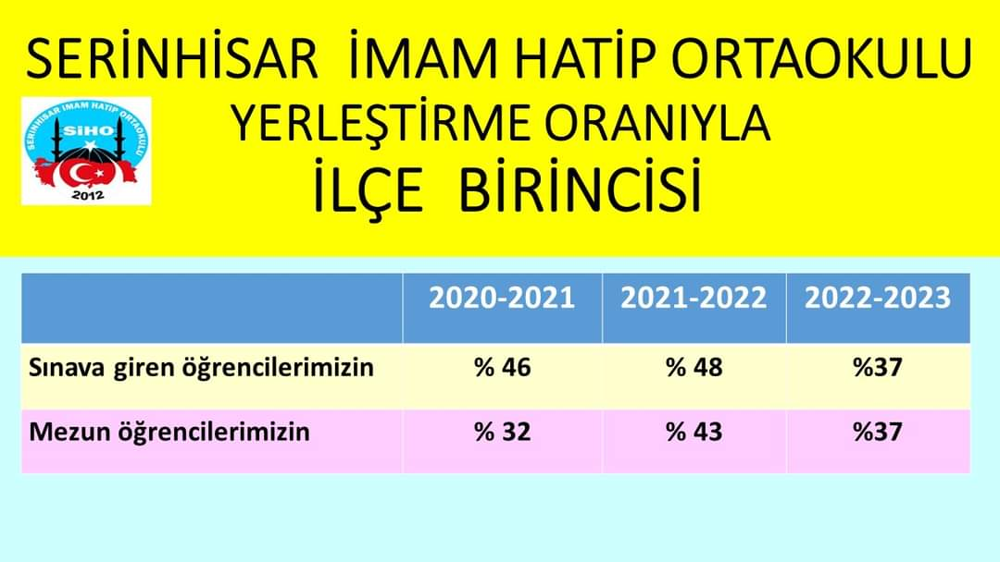 SERİNHİSAR İMAM HATİP ORTAOKULU
YERLEŞTİRME ORANIYLA
İLÇE BİRİNCİSİ
SERİNHİSAR İMAM HATİP ORTAOKULU
SİHO
2012
2020-2021 2021-2022 2022-2023
Sınava giren öğrencilerimizin % 46 % 48 %37
Mezun öğrencilerimizin % 32 % 43 %37